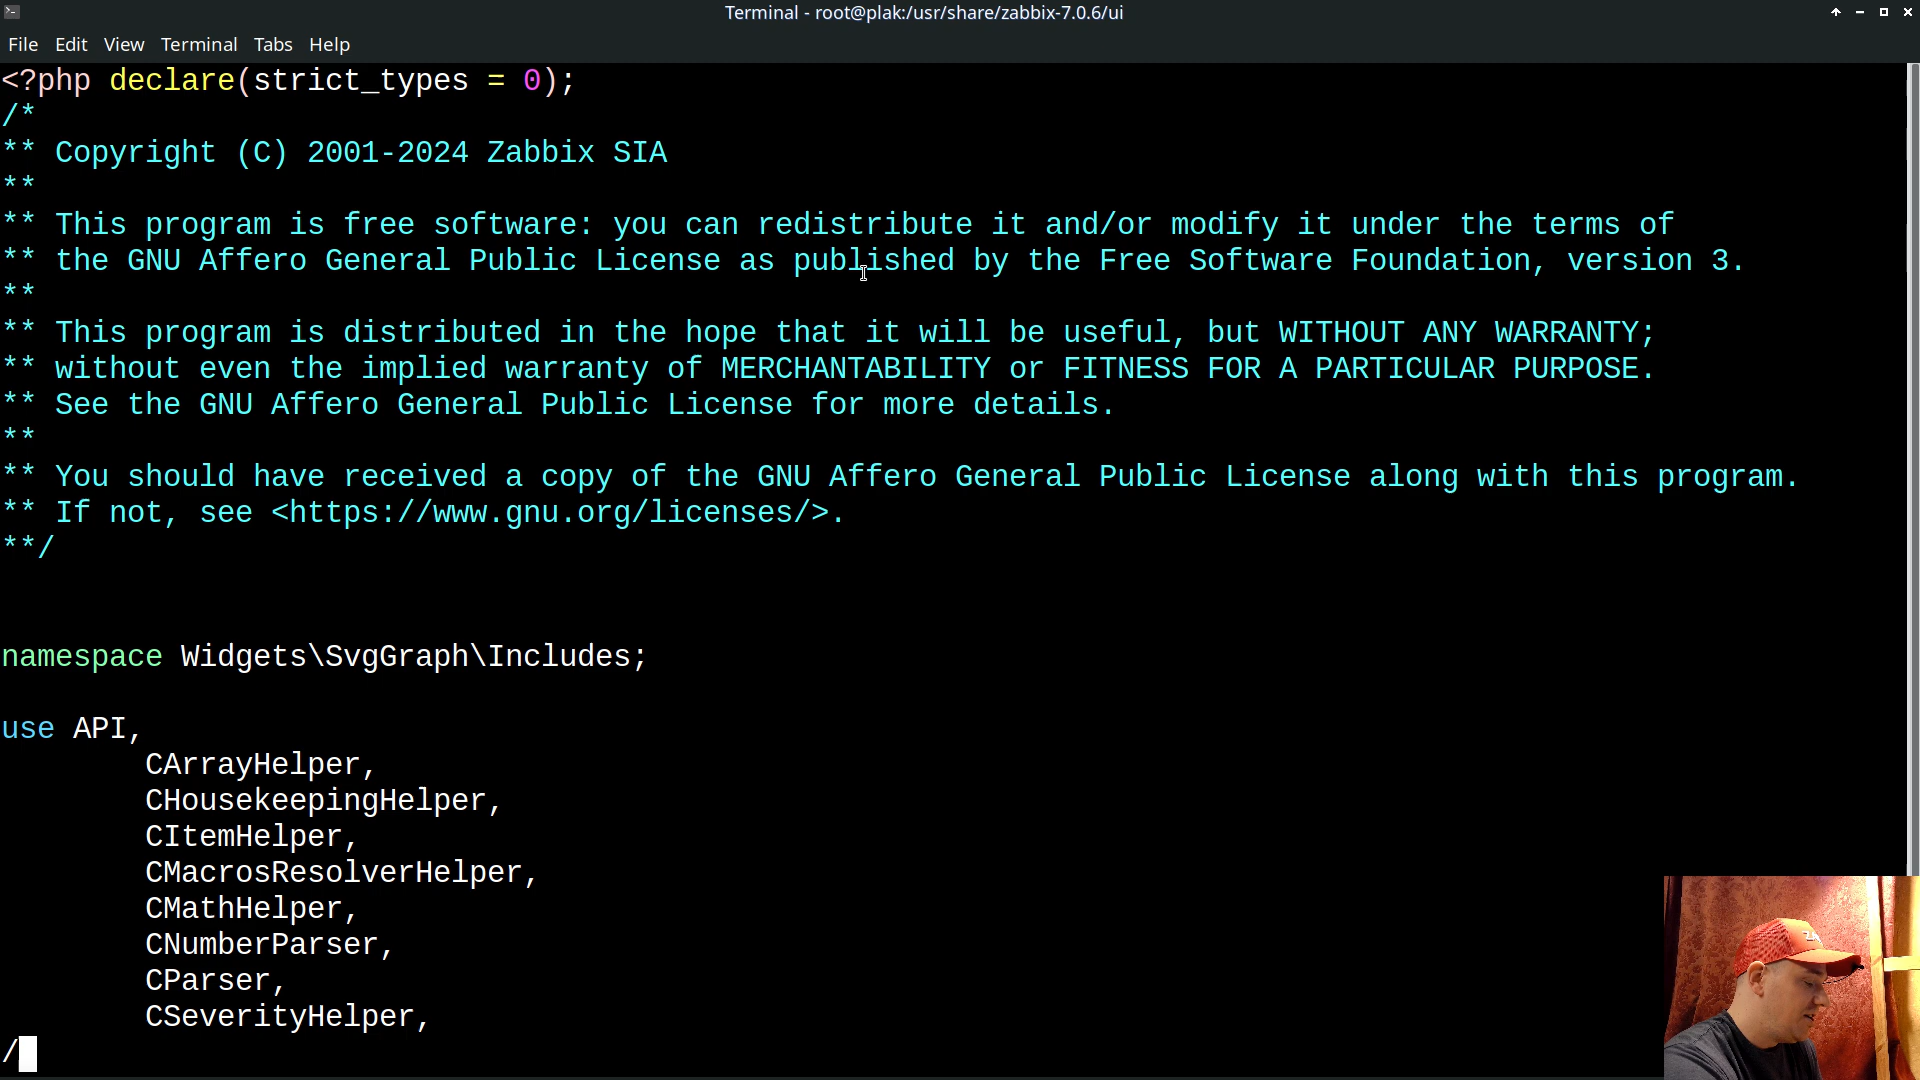 Terminal - root@plak:/usr/share/zabbix-7.0.6/ui
File Edit View Terminal Tabs Help
<?php declare(strict_types = 0);
/*
** Copyright (C) 2001-2024 Zabbix SIA
**
** This program is free software: you can redistribute it and/or modify it under the terms of
** the GNU Affero General Public License as published by the Free Software Foundation, version 3.
**
** This program is distributed in the hope that it will be useful, but WITHOUT ANY WARRANTY;
** without even the implied warranty of MERCHANTABILITY or FITNESS FOR A PARTICULAR PURPOSE.
** See the GNU Affero General Public License for more details.
**
** You should have received a copy of the GNU Affero General Public License along with this program.
** If not, see <https://www.gnu.org/licenses/>.
**/
namespace Widgets\SvgGraph\Includes;
use API,
CArrayHelper,
CHousekeepingHelper,
CItemHelper,
CMacrosResolverHelper,
CMathHelper,
CNumberParser,
CParser,
CSeverityHelper,
/